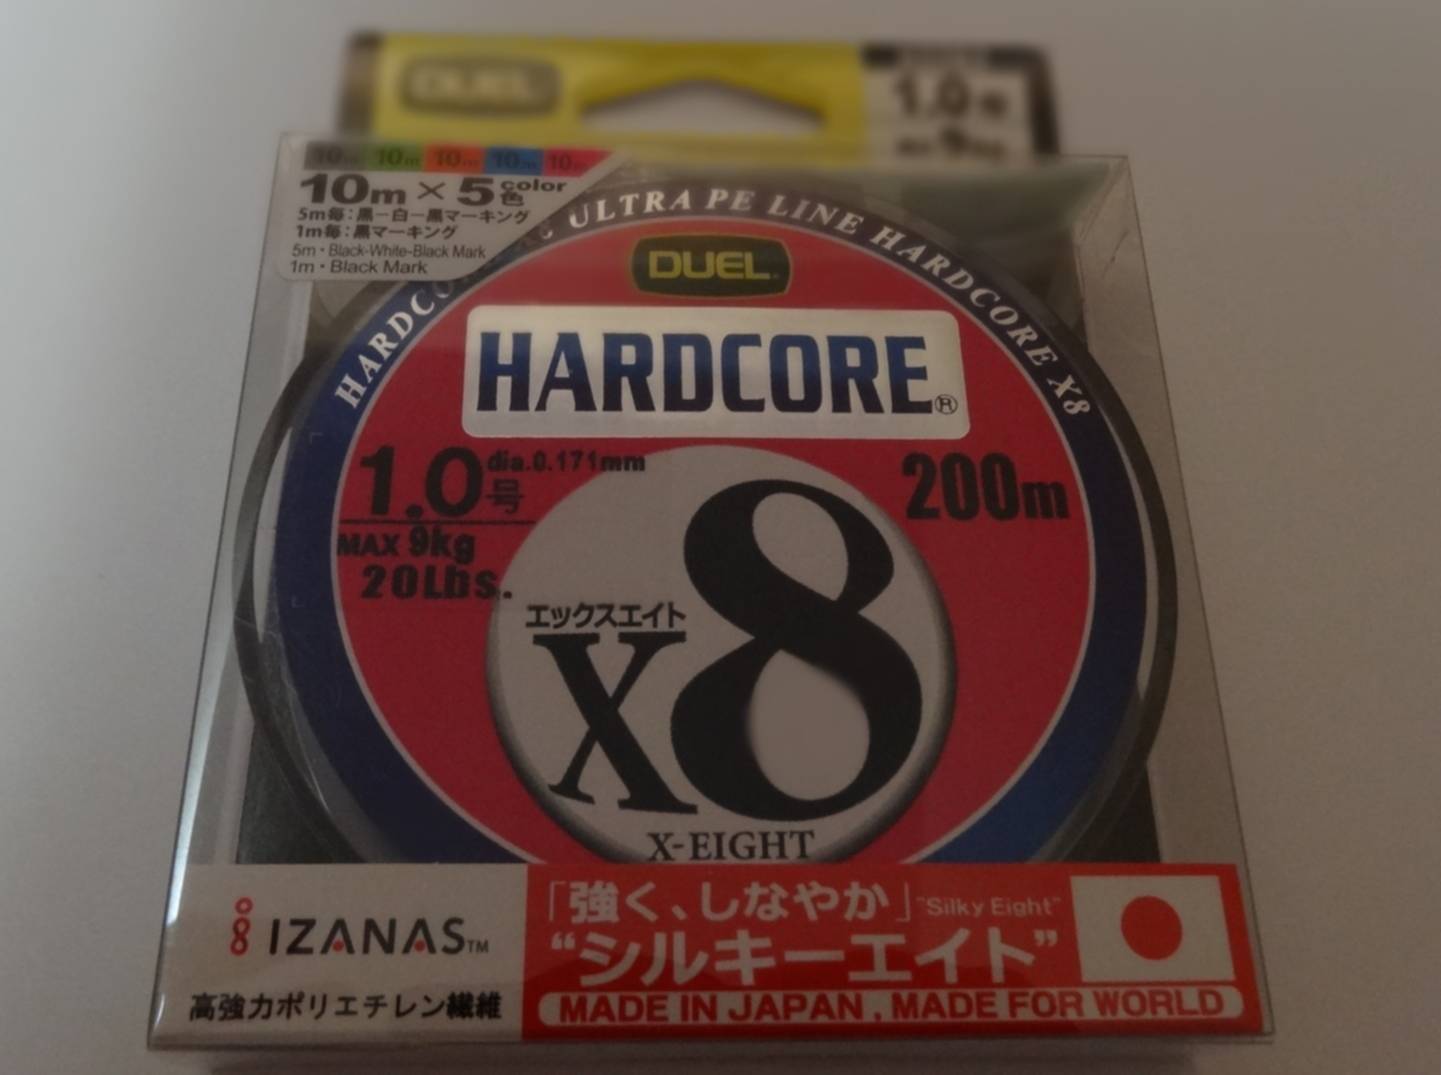 DUEL
1.0号
10m 10m 10m 10m 10m
10m × 5 color 色
5m毎:黒-白-黒マーキング
1m毎:黒マーキング
5m・Black-White-Black Mark
1m・Black Mark
ULTRA PE LINE HARDCORE X8
DUEL
HARDCORE®
1.0号 dia.0.171mm
200m
MAX 9kg
20Lbs.
エックスエイト
X8
X-EIGHT
IZANAS™
高強力ポリエチレン繊維
「強く、しなやか」 "Silky Eight"
“シルキーエイト”
MADE IN JAPAN , MADE FOR WORLD